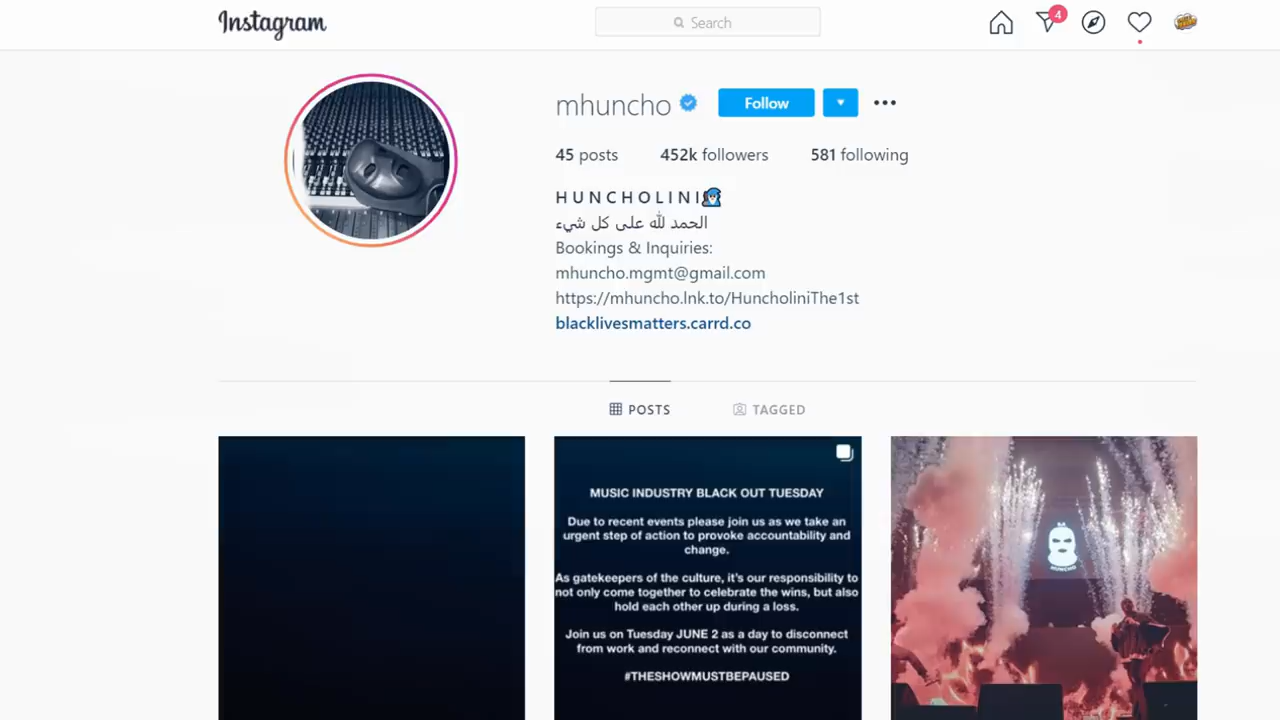 Instagram
Search
4
mhuncho
Follow
45 posts 452k followers 581 following
H U N C H O L I N I
الحمد لله على كل شيء
Bookings & Inquiries:
mhuncho.mgmt@gmail.com
https://mhuncho.lnk.to/HuncholiniThe1st
blacklivesmatters.carrd.co
POSTS TAGGED
MUSIC INDUSTRY BLACK OUT TUESDAY
Due to recent events please join us as we take an
urgent step of action to provoke accountability and
change.
As gatekeepers of the culture, it's our responsibility to
not only come together to celebrate the wins, but also
hold each other up during a loss.
Join us on Tuesday JUNE 2 as a day to disconnect
from work and reconnect with our community.
#THESHOWMUSTBEPAUSED
HUNCHO